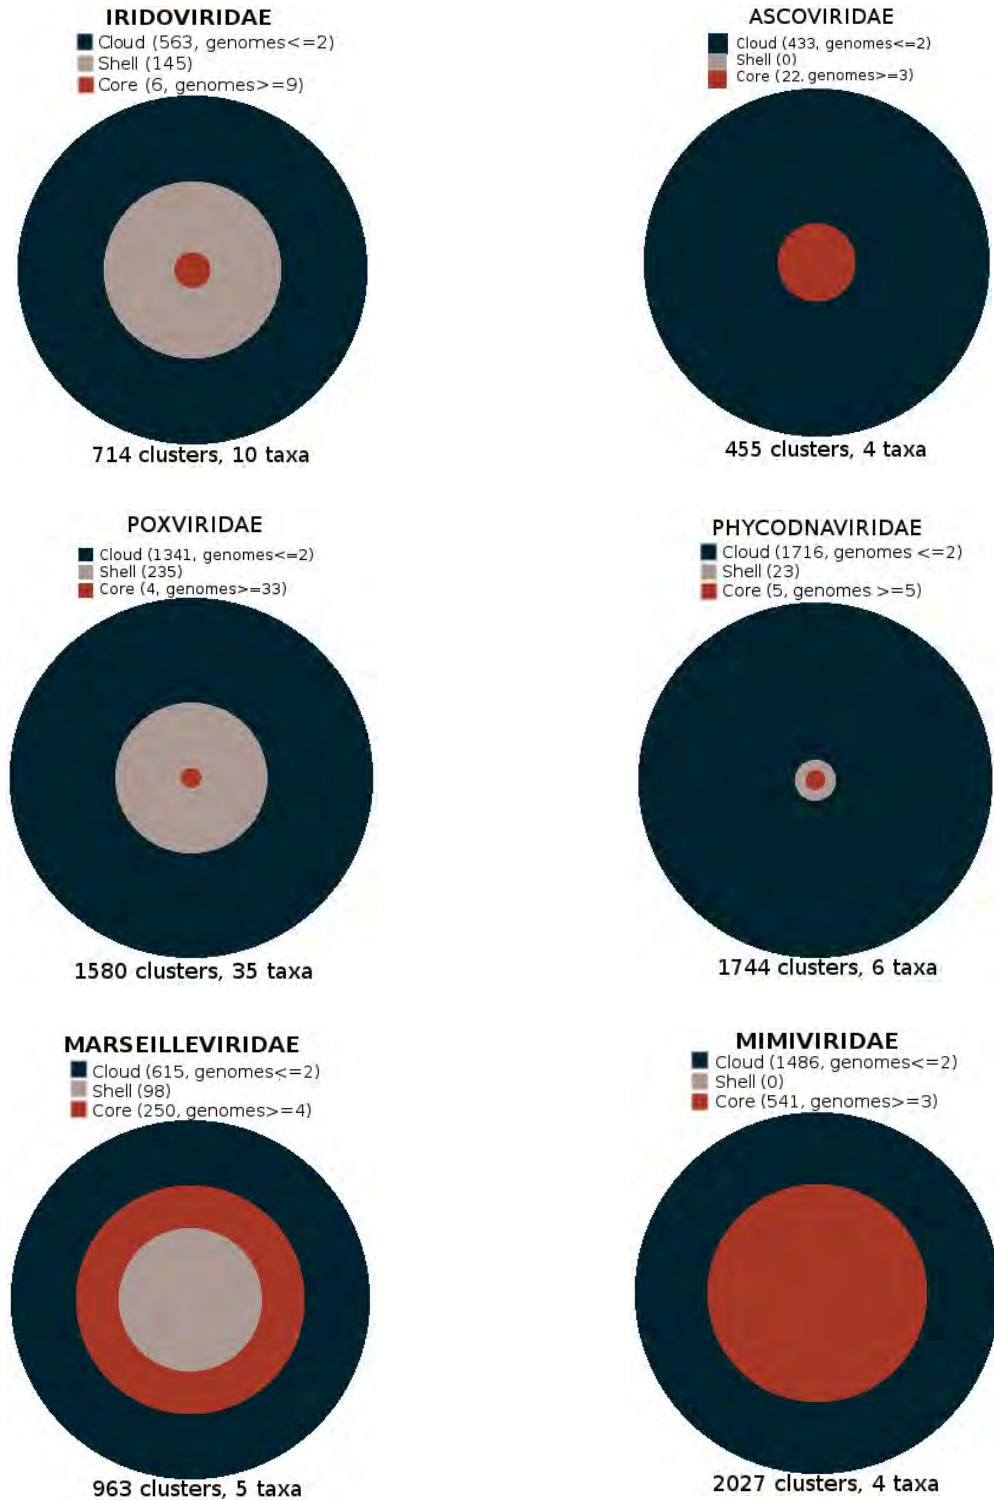 IRIDOVIRIDAE
Cloud (563, genomes<=2)
Shell (145)
Core (6, genomes>=9)
714 clusters, 10 taxa
ASCOVIRIDAE
Cloud (433, genomes<=2)
Shell (0)
Core (22. genomes>=3)
455 clusters, 4 taxa
POXVIRIDAE
Cloud (1341, genomes<=2)
Shell (235)
Core (4, genomes>=33)
1580 clusters, 35 taxa
PHYCODNAVIRIDAE
Cloud (1716, genomes <=2)
Shell (23)
Core (5, genomes >=5)
1744 clusters, 6 taxa
MARSEILLEVIRIDAE
Cloud (615, genomes<=2)
Shell (98)
Core (250, genomes>=4)
963 clusters, 5 taxa
MIMIVIRIDAE
Cloud (1486, genomes<=2)
Shell (0)
Core (541, genomes>=3)
2027 clusters, 4 taxa